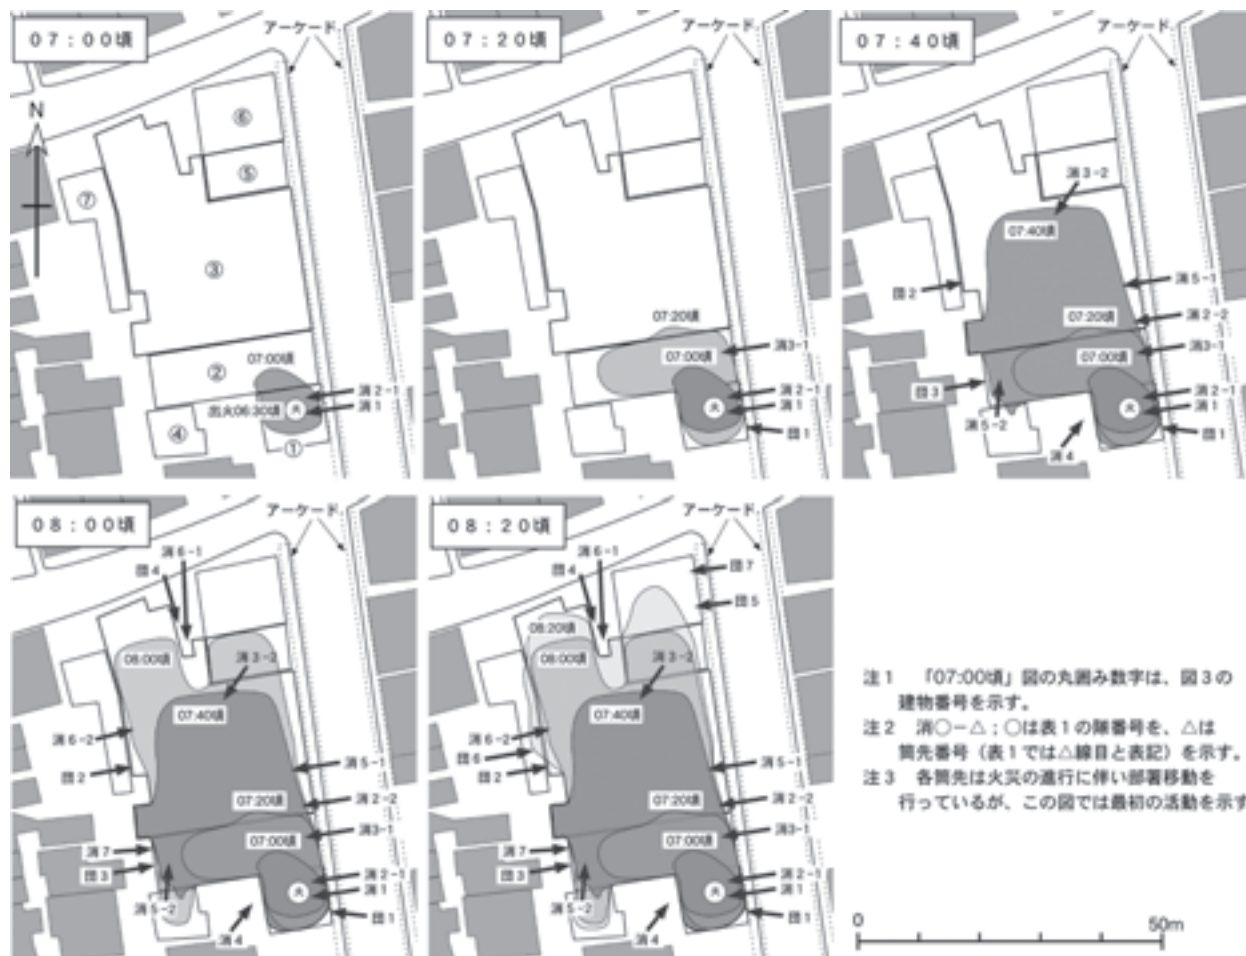 07:00頃
アーケード
N
⑥
⑤
⑦
③
07:00頃
②
消2-1
出火06:30頃
火
消1
④
①
07:20頃
アーケード
07:20頃
07:00頃
消3-1
消2-1
火
消1
団1
07:40頃
アーケード
消3-2
07:40頃
団2
消5-1
07:20頃
消2-2
07:00頃
消3-1
団3
消2-1
火
消1
消5-2
団1
消4
08:00頃
アーケード
消6-1
団4
08:00頃
消3-2
07:40頃
消6-2
団2
消5-1
07:20頃
消2-2
07:00頃
消3-1
消7
団3
消2-1
火
消1
消5-2
団1
消4
08:20頃
アーケード
消6-1
団4
団7
団5
08:20頃
08:00頃
消3-2
07:40頃
消6-2
団6
団2
消5-1
07:20頃
消2-2
07:00頃
消3-1
消7
団3
消2-1
火
消1
消5-2
団1
消4
注1 「07:00頃」図の丸囲み数字は、図3の
建物番号を示す。
注2 消○−△；○は表1の隊番号を、△は
筒先番号（表1では△線目と表記）を示す。
注3 各筒先は火災の進行に伴い部署移動を
行っているが、この図では最初の活動を示す
0
50m